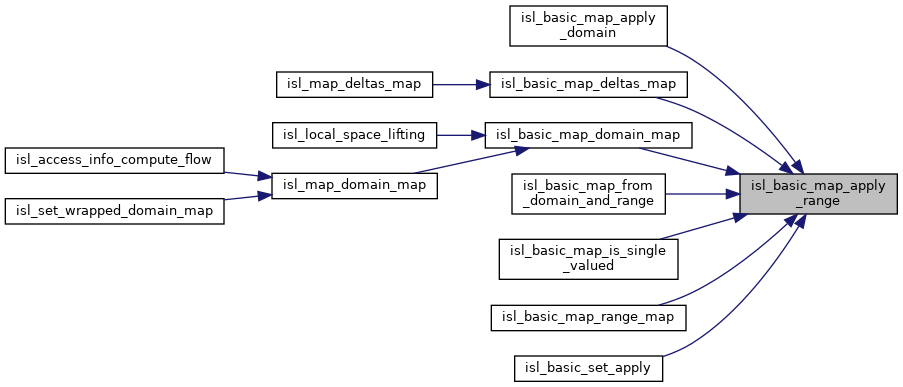 isl_basic_map_apply
_domain
isl_map_deltas_map
isl_basic_map_deltas_map
isl_local_space_lifting
isl_basic_map_domain_map
isl_access_info_compute_flow
isl_map_domain_map
isl_set_wrapped_domain_map
isl_basic_map_from
_domain_and_range
isl_basic_map_apply
_range
isl_basic_map_is_single
_valued
isl_basic_map_range_map
isl_basic_set_apply